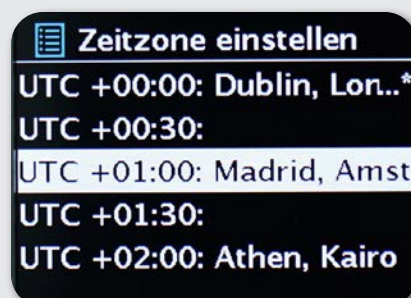 Zeitzone einstellen
UTC +00:00: Dublin, Lon...*
UTC +00:30:
UTC +01:00: Madrid, Amst
UTC +01:30:
UTC +02:00: Athen, Kairo